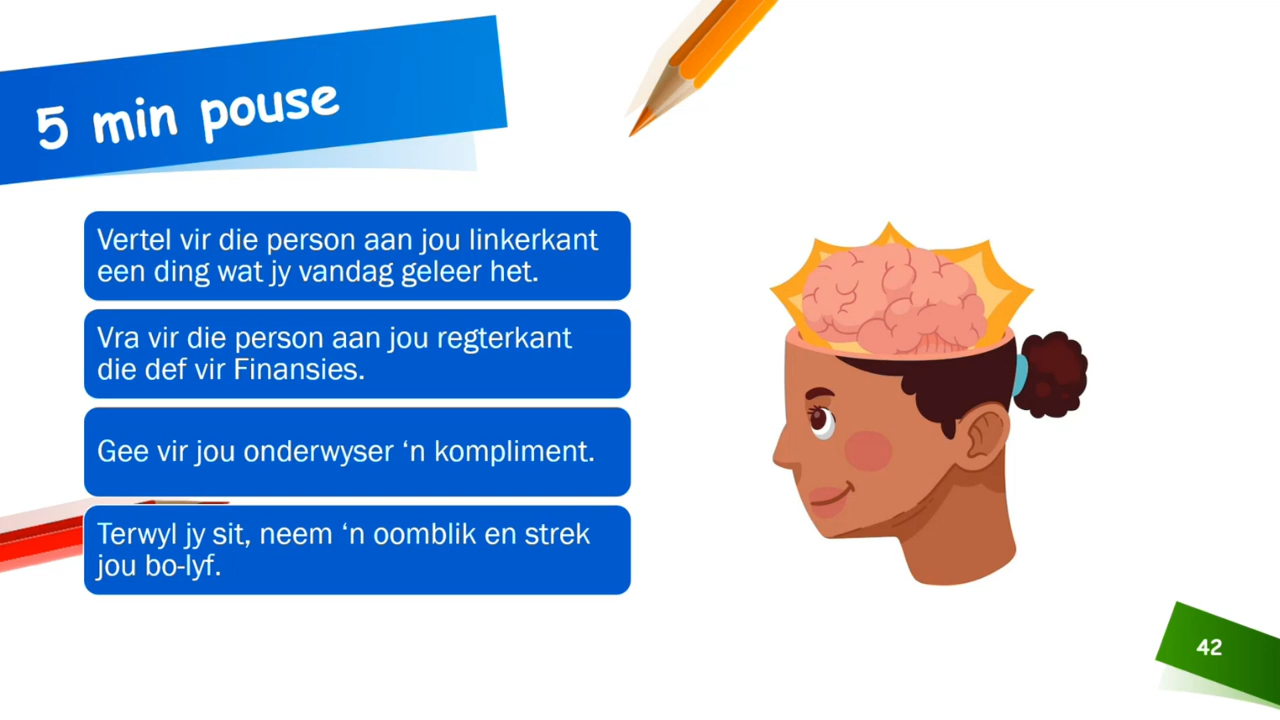 5 min pouse
Vertel vir die person aan jou linkerkant
een ding wat jy vandag geleer het.
Vra vir die person aan jou regterkant
die def vir Finansies.
Gee vir jou onderwyser ‘n kompliment.
Terwyl jy sit, neem ‘n oomblik en strek
jou bo-lyf.
42